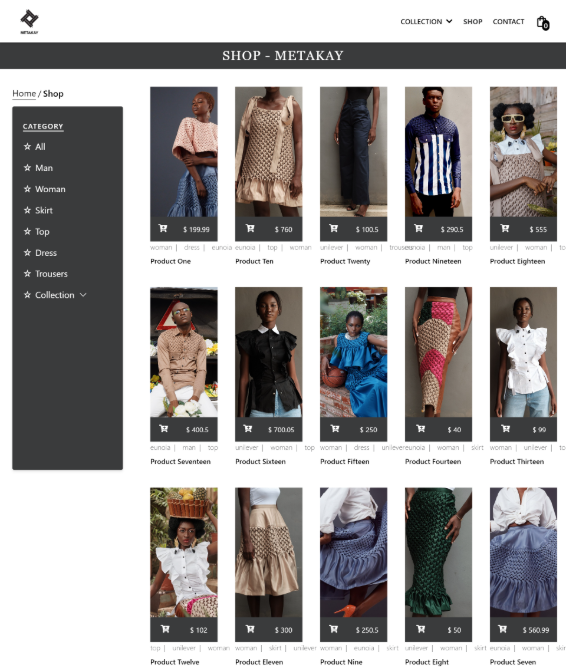 METAKAY
COLLECTION SHOP CONTACT 0
SHOP - METAKAY
Home / Shop
CATEGORY
All
Man
Woman
Skirt
Top
Dress
Trousers
Collection
$ 199.99 $ 760 $ 100.5 $ 290.5 $ 555
woman | dress | eunoia eunoia | top | woman unilever | woman | trousers eunoia | man | top unilever | woman | to
Product One Product Ten Product Twenty Product Nineteen Product Eighteen
$ 400.5 $ 700.05 $ 250 $ 40 $ 99
eunoia | man | top unilever | woman | top woman | dress | unilever eunoia | woman | skirt woman | unilever | to
Product Seventeen Product Sixteen Product Fifteen Product Fourteen Product Thirteen
$ 102 $ 300 $ 250.5 $ 50 $ 560.99
top | unilever | woman woman | skirt | unilever woman | eunoia | skirt unilever | woman | skirt eunoia | woman | ski
Product Twelve Product Eleven Product Nine Product Eight Product Seven